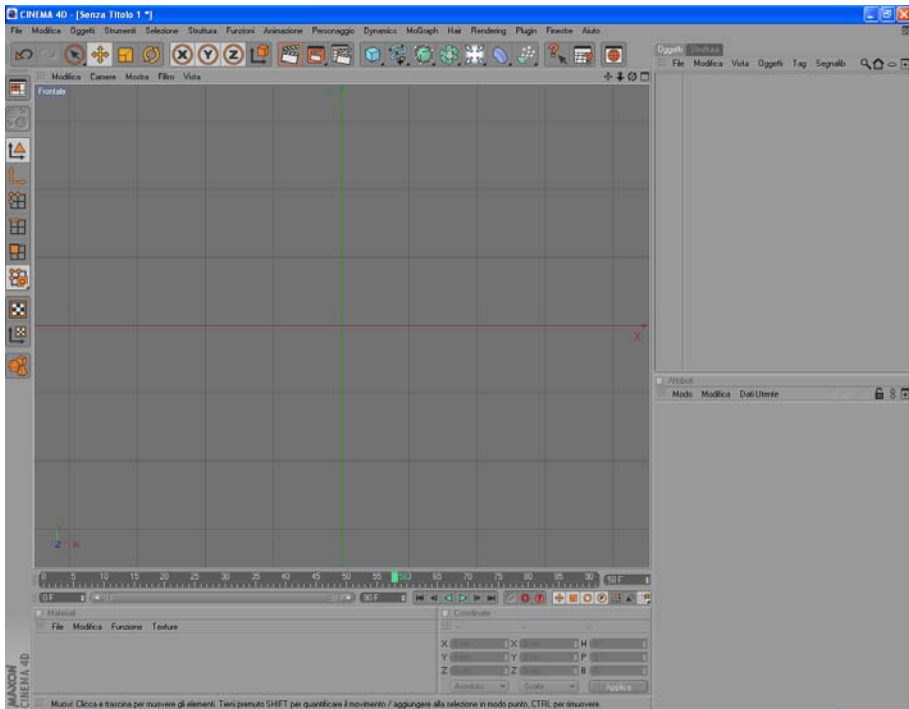 CINEMA 4D - [Senza Titolo 1 *]
File Modifica Oggetti Strumenti Selezione Struttura Funzioni Animazione Personaggio Dynamics MoGraph Hair Rendering Plugin Finestre Aiuto
X Y Z
Oggetti Struttura
File Modifica Vista Oggetti Tag Segnalib
Modifica Camere Mostra Filtro Vista
Frontale
Y
X
Attributi
Modo Modifica Dati Utente
Z X
0 5 10 15 20 25 30 35 40 45 50 55 60 65 70 75 80 85 90
0 F 90 F
Materiali
File Modifica Funzione Texture
Coordinate
X X H
Y Y P
Z Z B
Assoluta Scala Applica
MAXON
CINEMA 4D
Muovi: Clicca e trascina per muovere gli elementi. Tieni premuto SHIFT per quantificare il movimento / aggiungere alla selezione in modo punto, CTRL per rimuovere.